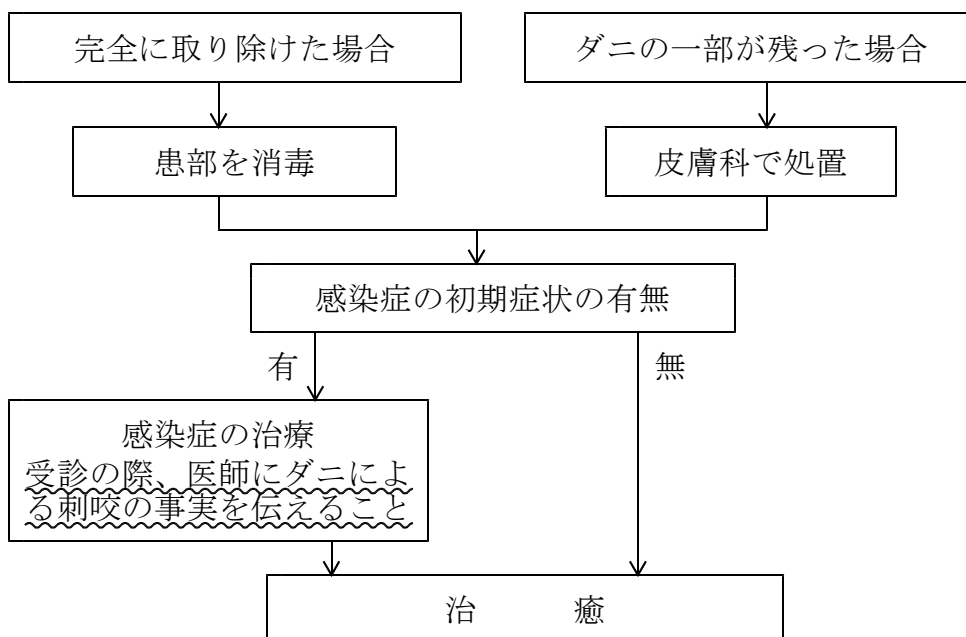 完全に取り除けた場合
ダニの一部が残った場合
患部を消毒
皮膚科で処置
感染症の初期症状の有無
有
無
感染症の治療
受診の際、医師にダニによ
る刺咬の事実を伝えること
治　　癒